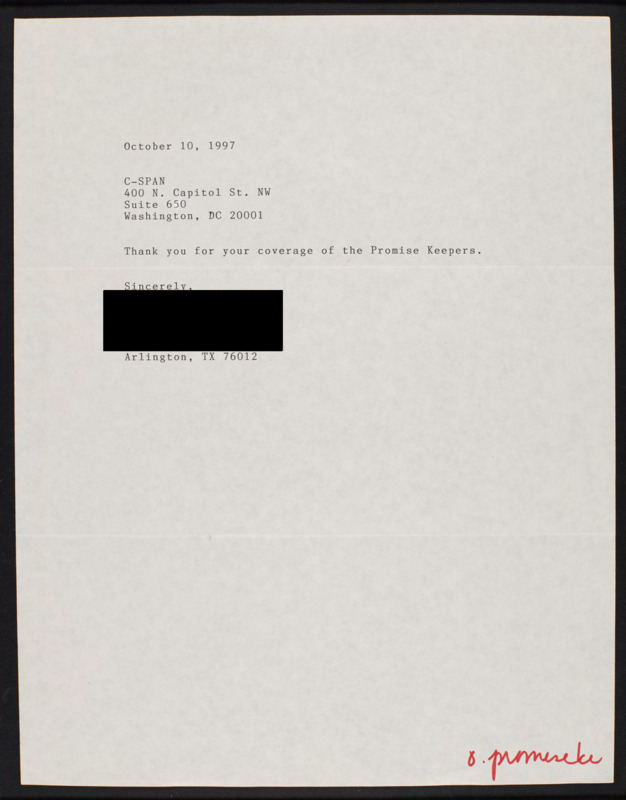 October 10, 1997
C-SPAN
400 N. Capitol St. NW
Suite 650
Washington, DC 20001
Thank you for your coverage of the Promise Keepers.
Sincerely,
Arlington, TX 76012